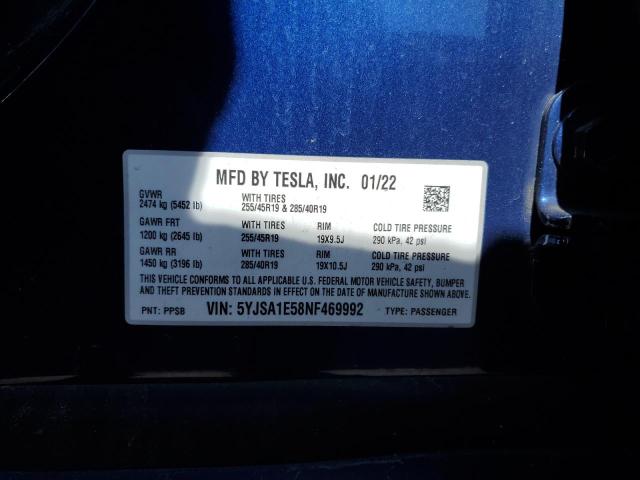 MFD BY TESLA, INC. 01/22
GVWR
2474 kg (5452 lb)
WITH TIRES
255/45R19 & 285/40R19
GAWR FRT
1200 kg (2645 lb)
WITH TIRES
255/45R19
RIM
19X9.5J
COLD TIRE PRESSURE
290 kPa, 42 psi
GAWR RR
1450 kg (3196 lb)
WITH TIRES
285/40R19
RIM
19X10.5J
COLD TIRE PRESSURE
290 kPa, 42 psi
THIS VEHICLE CONFORMS TO ALL APPLICABLE U.S. FEDERAL MOTOR VEHICLE SAFETY, BUMPER
AND THEFT PREVENTION STANDARDS IN EFFECT ON THE DATE OF MANUFACTURE SHOWN ABOVE.
PNT: PPSB VIN: 5YJSA1E58NF469992 TYPE: PASSENGER